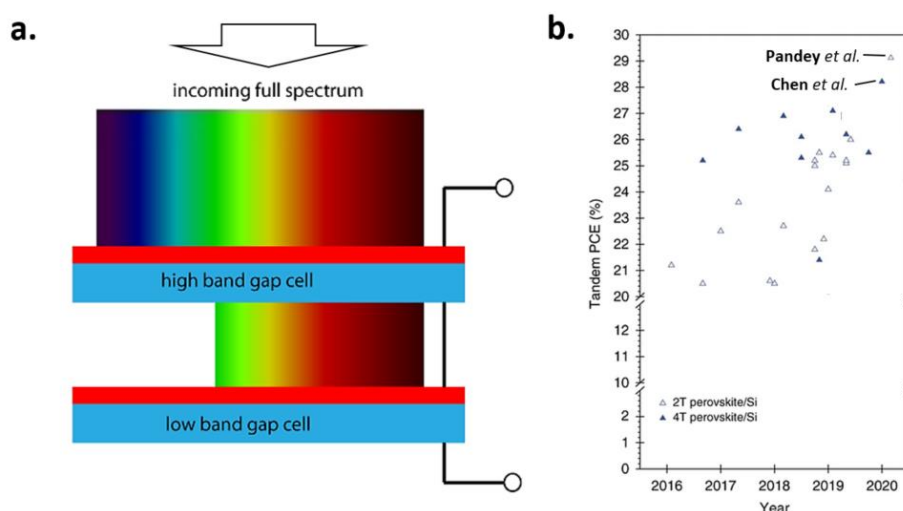 a.
incoming full spectrum
high band gap cell
low band gap cell
b.
Tandem PCE (%)
30
29
28
27
26
25
24
23
22
21
20
12
11
10
2
1
0
Pandey et al.
Chen et al.
2T perovskite/Si
4T perovskite/Si
2016 2017 2018 2019 2020
Year